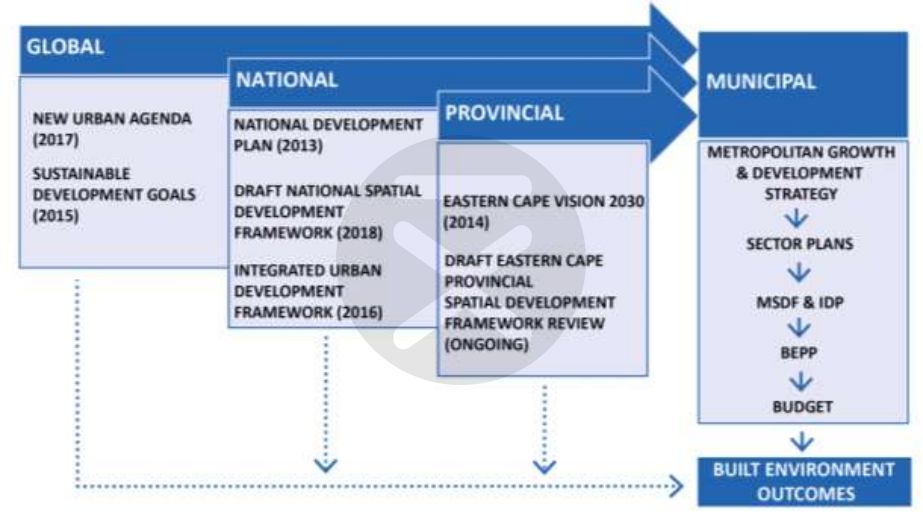 GLOBAL
NEW URBAN AGENDA
(2017)
SUSTAINABLE
DEVELOPMENT GOALS
(2015)
NATIONAL
NATIONAL DEVELOPMENT
PLAN (2013)
DRAFT NATIONAL SPATIAL
DEVELOPMENT
FRAMEWORK (2018)
INTEGRATED URBAN
DEVELOPMENT
FRAMEWORK (2016)
PROVINCIAL
EASTERN CAPE VISION 2030
(2014)
DRAFT EASTERN CAPE
PROVINCIAL
SPATIAL DEVELOPMENT
FRAMEWORK REVIEW
(ONGOING)
MUNICIPAL
METROPOLITAN GROWTH
& DEVELOPMENT
STRATEGY
SECTOR PLANS
MSDF & IDP
BEPP
BUDGET
BUILT ENVIRONMENT
OUTCOMES